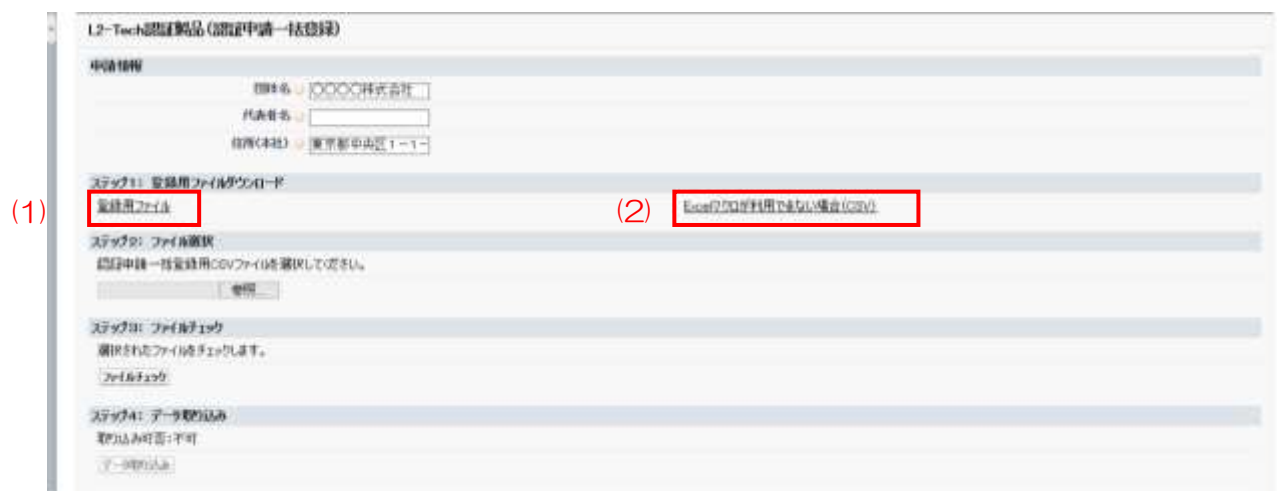 L2-Tech認証製品(認証申請一括登録)
申請情報
団体名 〇〇〇〇株式会社
代表者名
住所(本社) 東京都中央区1-1-
ステップ1: 登録用ファイルダウンロード
(1) 登録用ファイル (2) Excelマクロが利用できない場合(CSV)
ステップ2: ファイル選択
認証申請一括登録用CSVファイルを選択してください。
参照...
ステップ3: ファイルチェック
選択されたファイルをチェックします。
ファイルチェック
ステップ4: データ取り込み
取り込み可否:不可
データ取り込み